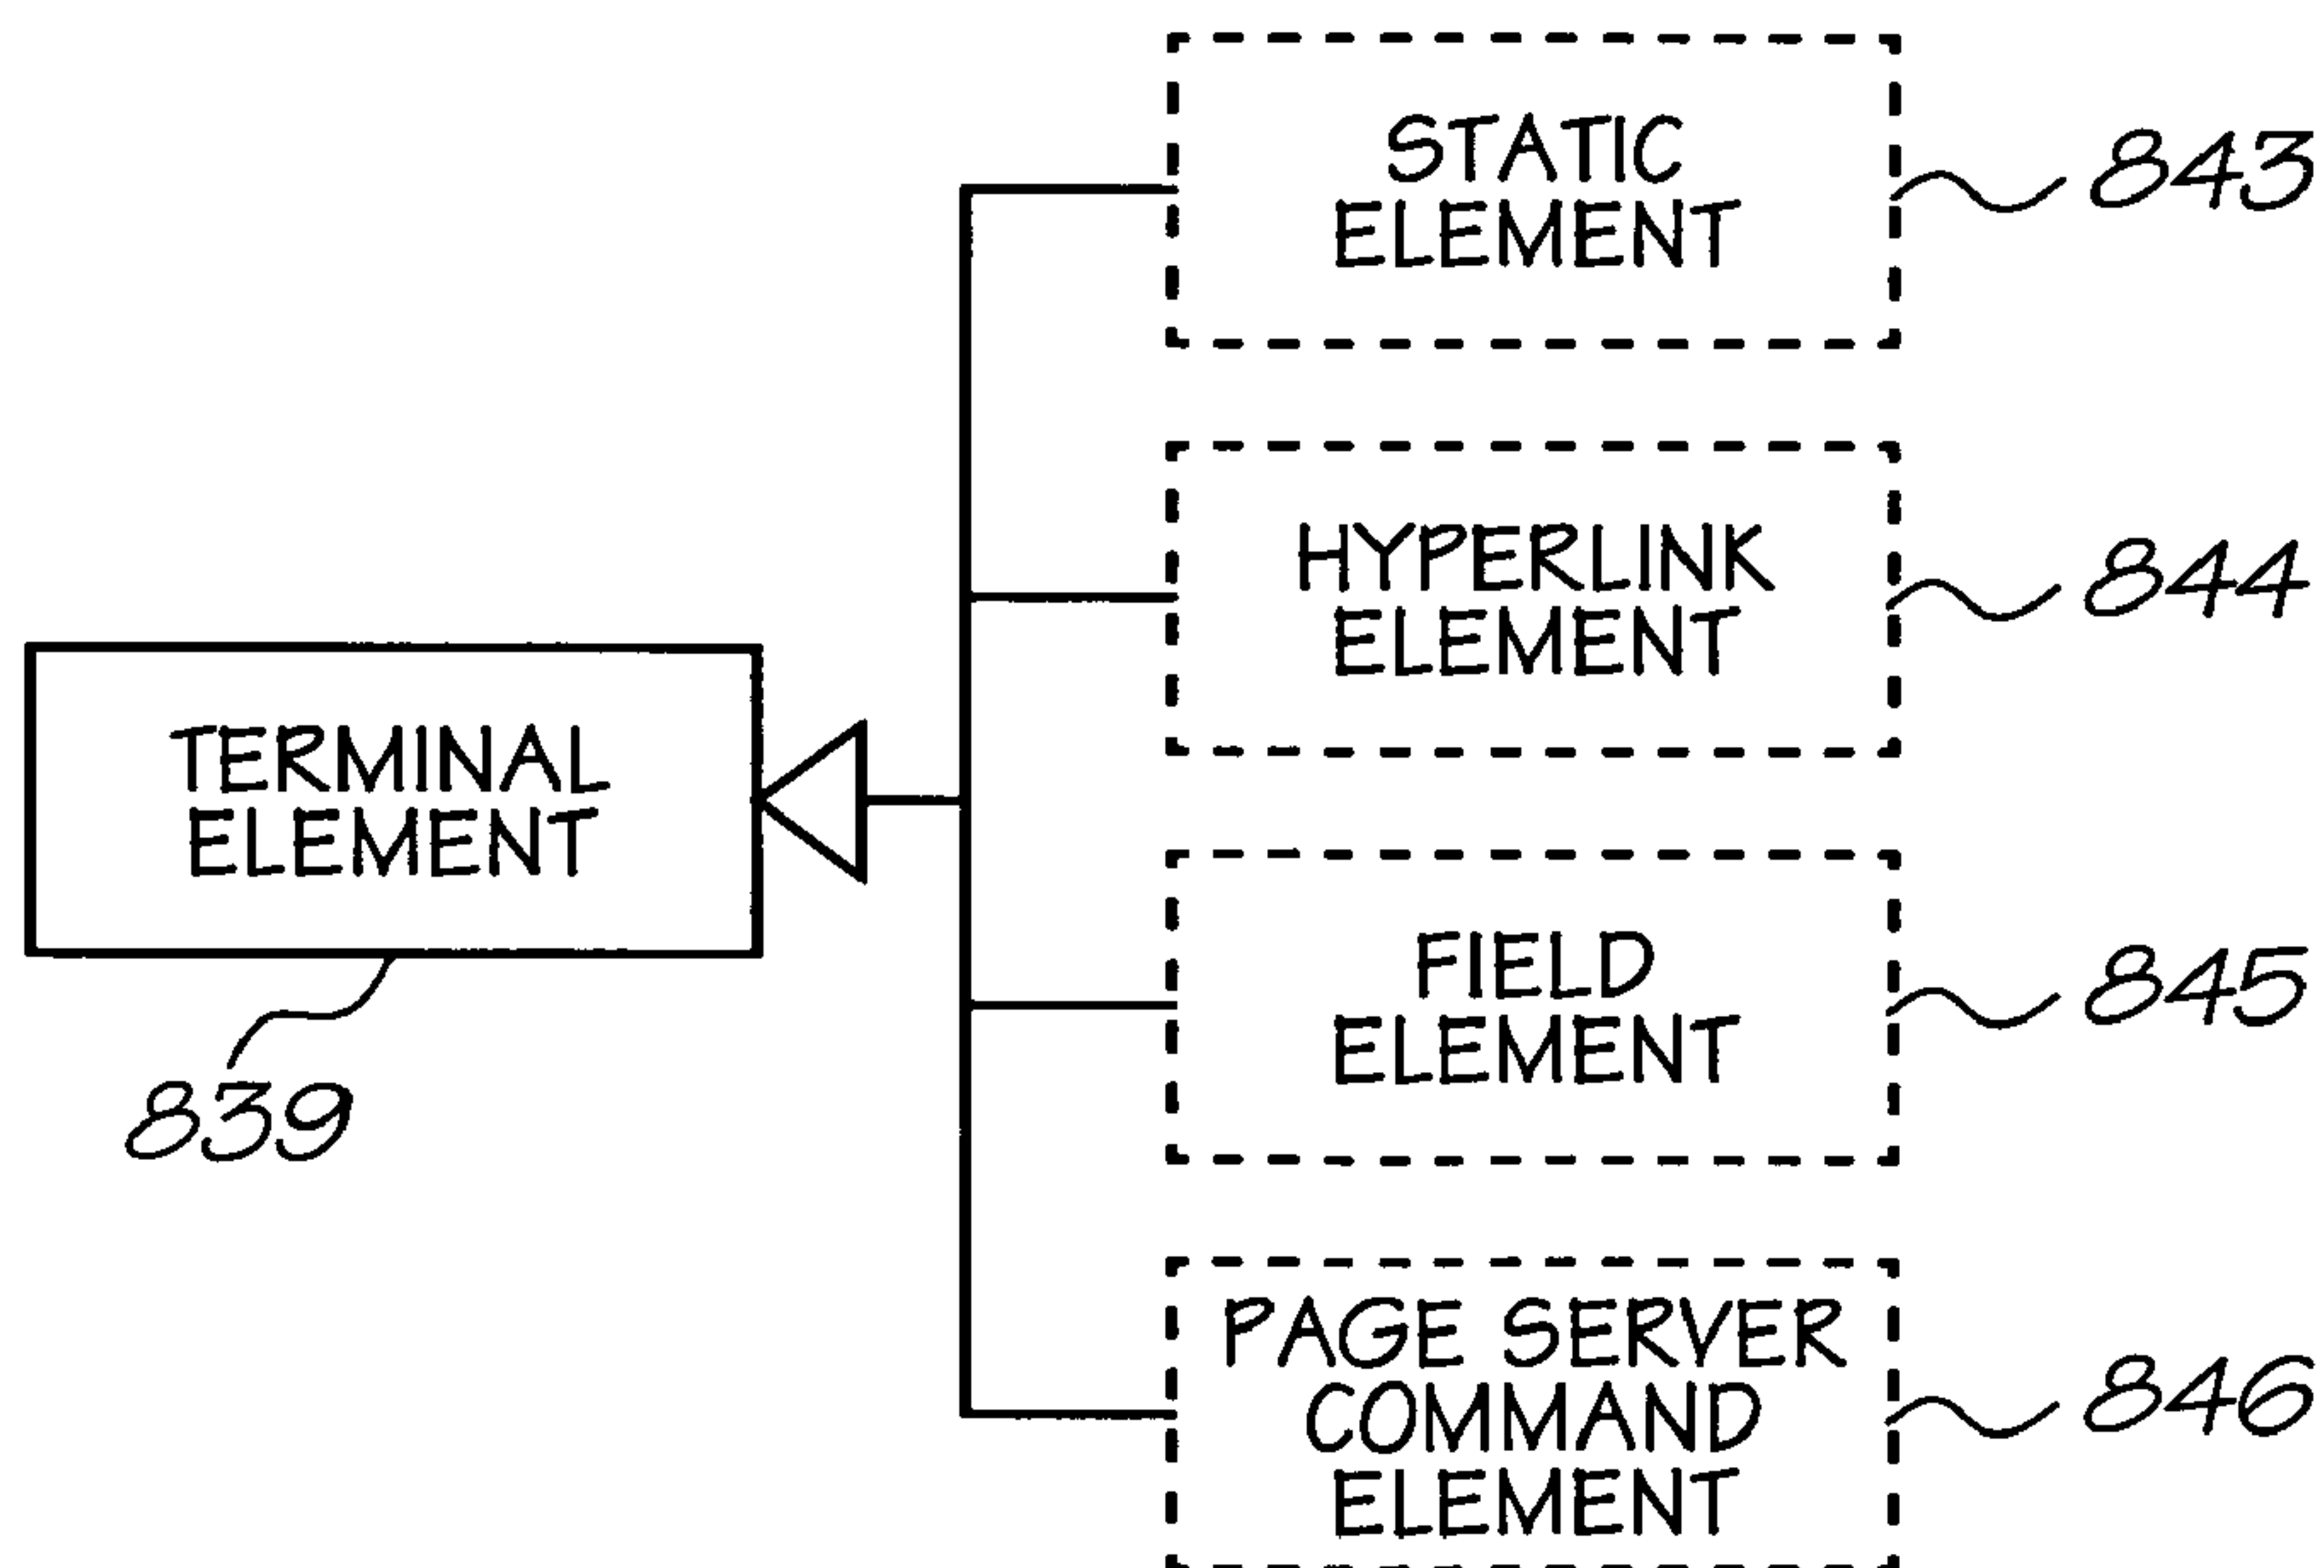 STATIC
ELEMENT
843
HYPERLINK
ELEMENT
844
TERMINAL
ELEMENT
839
FIELD
ELEMENT
845
PAGE SERVER
COMMAND
ELEMENT
846